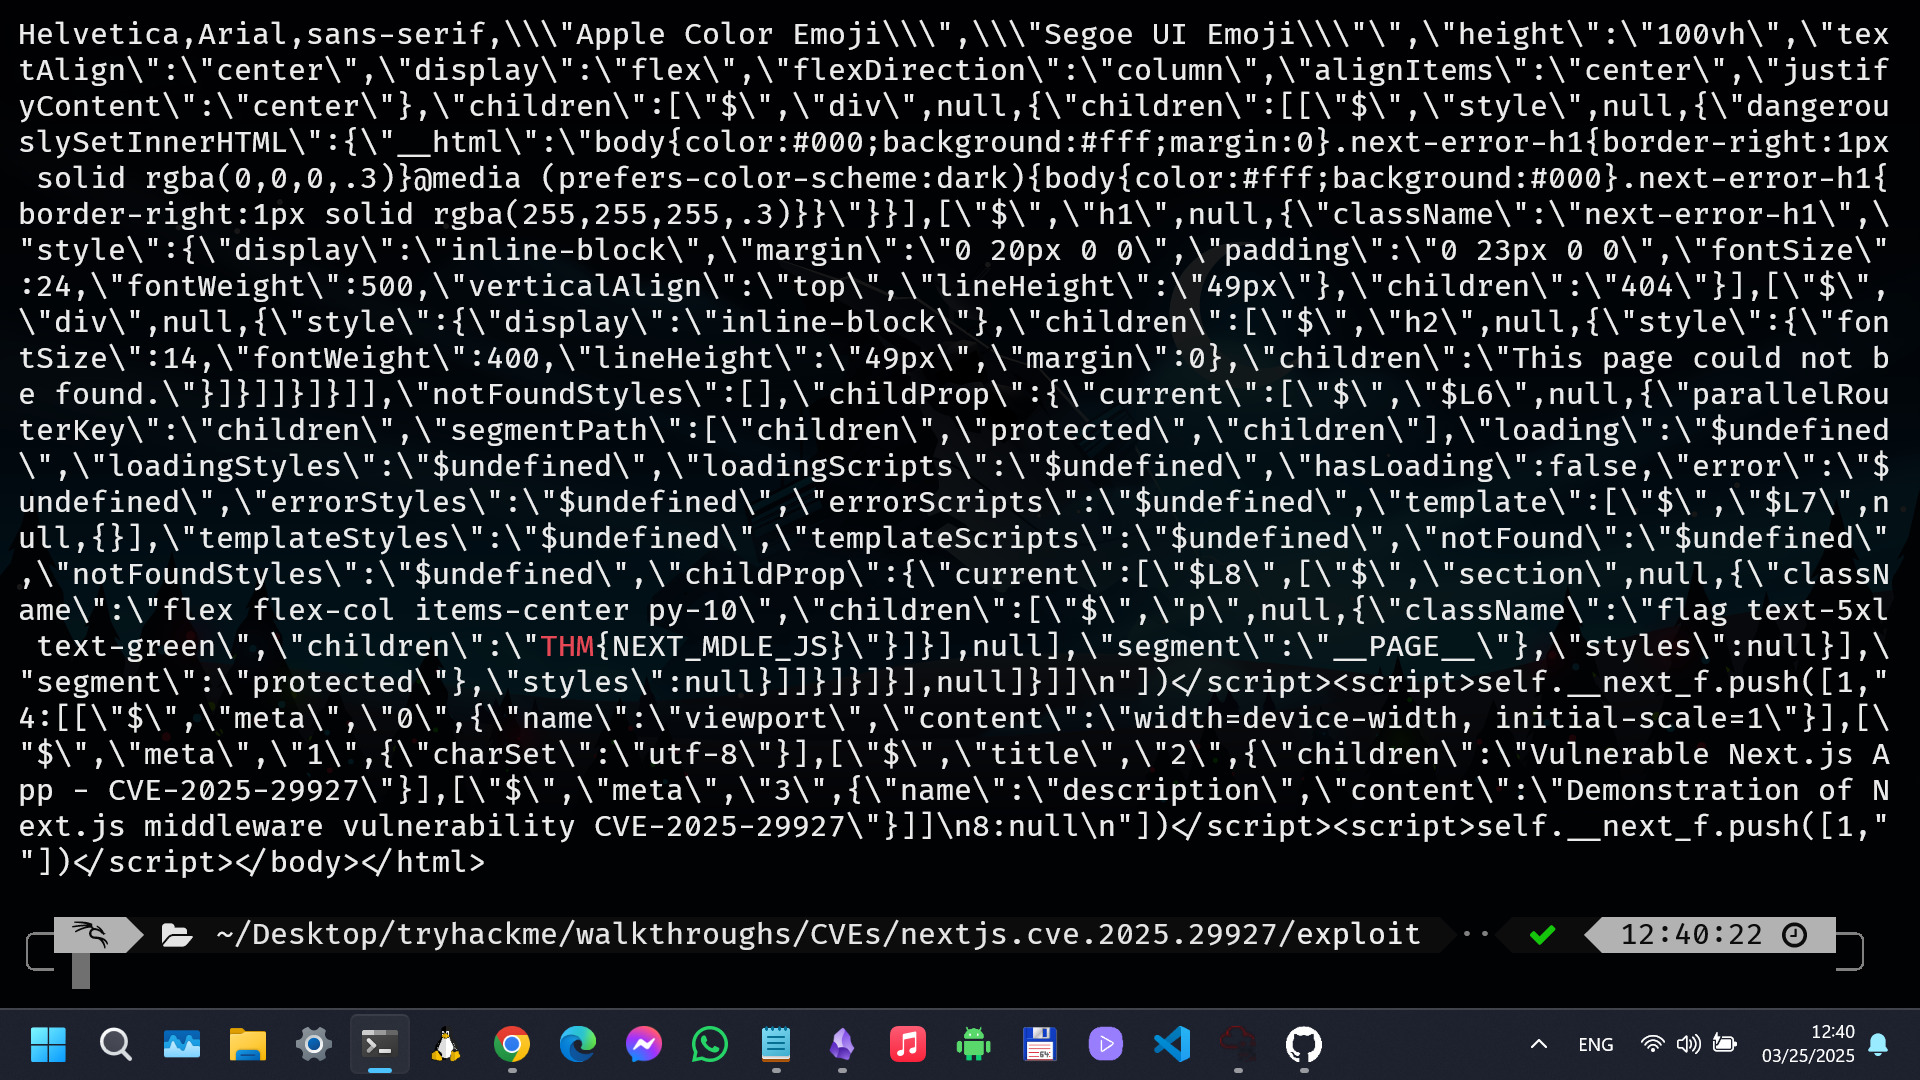 Helvetica,Arial,sans-serif,\\\"Apple Color Emoji\\\",\\\"Segoe UI Emoji\\\"\",\"height\":\"100vh\",\"tex
tAlign\":\"center\",\"display\":\"flex\",\"flexDirection\":\"column\",\"alignItems\":\"center\",\"justif
yContent\":\"center\"},\"children\":[\"$\",\"div\",null,{\"children\":[[\"$\",\"style\",null,{\"dangerou
slySetInnerHTML\":{\"__html\":\"body{color:#000;background:#fff;margin:0}.next-error-h1{border-right:1px
 solid rgba(0,0,0,.3)}@media (prefers-color-scheme:dark){body{color:#fff;background:#000}.next-error-h1{
border-right:1px solid rgba(255,255,255,.3)}}\"}}],[\"$\",\"h1\",null,{\"className\":\"next-error-h1\",\
"style\":{\"display\":\"inline-block\",\"margin\":\"0 20px 0 0\",\"padding\":\"0 23px 0 0\",\"fontSize\"
:24,\"fontWeight\":500,\"verticalAlign\":\"top\",\"lineHeight\":\"49px\"},\"children\":\"404\"}],[\"$\",
\"div\",null,{\"style\":{\"display\":\"inline-block\"},\"children\":[\"$\",\"h2\",null,{\"style\":{\"fon
tSize\":14,\"fontWeight\":400,\"lineHeight\":\"49px\",\"margin\":0},\"children\":\"This page could not b
e found.\"}]}]]}]}]],\"notFoundStyles\":[],\"childProp\":{\"current\":[\"$\",\"$L6\",null,{\"parallelRou
terKey\":\"children\",\"segmentPath\":[\"children\",\"protected\",\"children\"],\"loading\":\"$undefined
\",\"loadingStyles\":\"$undefined\",\"loadingScripts\":\"$undefined\",\"hasLoading\":false,\"error\":\"$
undefined\",\"errorStyles\":\"$undefined\",\"errorScripts\":\"$undefined\",\"template\":[\"$\",\"$L7\",n
ull,{}],\"templateStyles\":\"$undefined\",\"templateScripts\":\"$undefined\",\"notFound\":\"$undefined\"
,\"notFoundStyles\":\"$undefined\",\"childProp\":{\"current\":[\"$L8\",[\"$\",\"section\",null,{\"classN
ame\":\"flex flex-col items-center py-10\",\"children\":[\"$\",\"p\",null,{\"className\":\"flag text-5xl
 text-green\",\"children\":\"THM{NEXT_MDLE_JS}\"}]}],null],\"segment\":\"__PAGE__\"},\"styles\":null}],\
"segment\":\"protected\"},\"styles\":null}]]}]}]}],null]}]]\n"])</script><script>self.__next_f.push([1,"
4:[[\"$\",\"meta\",\"0\",{\"name\":\"viewport\",\"content\":\"width=device-width, initial-scale=1\"}],[\
"$\",\"meta\",\"1\",{\"charSet\":\"utf-8\"}],[\"$\",\"title\",\"2\",{\"children\":\"Vulnerable Next.js A
pp - CVE-2025-29927\"}],[\"$\",\"meta\",\"3\",{\"name\":\"description\",\"content\":\"Demonstration of N
ext.js middleware vulnerability CVE-2025-29927\"}]]\n8:null\n"])</script><script>self.__next_f.push([1,"
"])</script></body></html>
~/Desktop/tryhackme/walkthroughs/CVEs/nextjs.cve.2025.29927/exploit ·· 12:40:22
64
ENG
12:40
03/25/2025